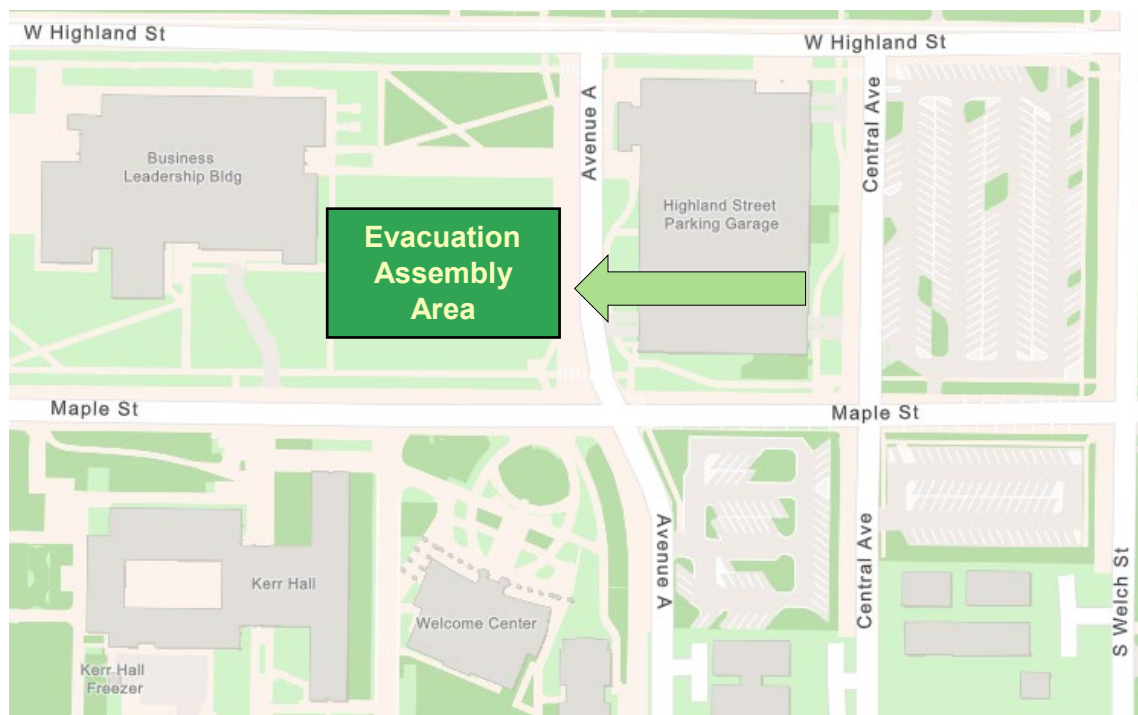 W Highland St
W Highland St
Avenue A
Central Ave
Business
Leadership Bldg
Highland Street
Parking Garage
Evacuation
Assembly
Area
Maple St
Maple St
Avenue A
Central Ave
S Welch St
Kerr Hall
Welcome Center
Kerr Hall
Freezer